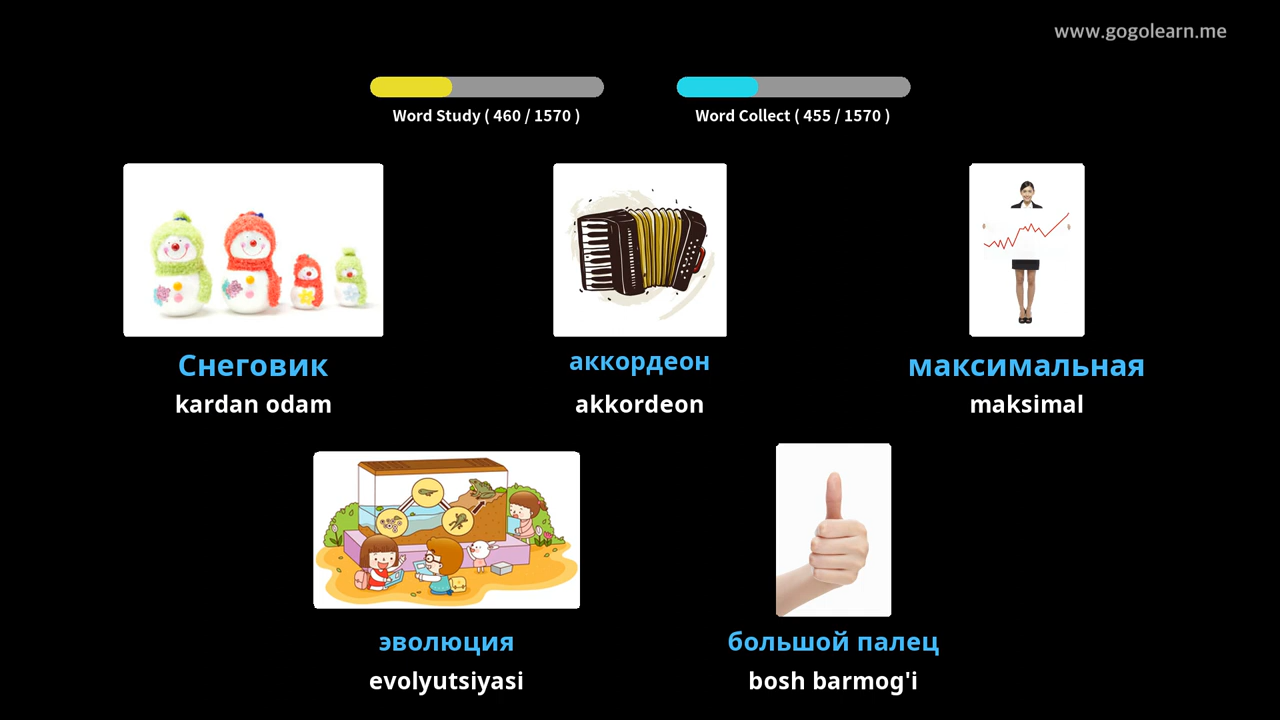 www.gogolearn.me
Word Study ( 460 / 1570 )
Word Collect ( 455 / 1570 )
Снеговик
kardan odam
аккордеон
akkordeon
максимальная
maksimal
эволюция
evolyutsiyasi
большой палец
bosh barmog'i